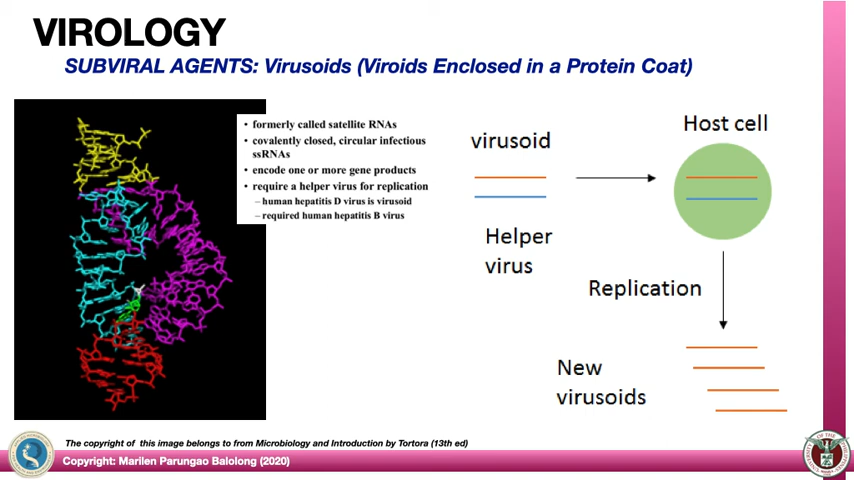 VIROLOGY
SUBVIRAL AGENTS: Virusoids (Viroids Enclosed in a Protein Coat)
• formerly called satellite RNAs
• covalently closed, circular infectious
ssRNAs
• encode one or more gene products
• require a helper virus for replication
– human hepatitis D virus is virusoid
– required human hepatitis B virus
virusoid
Helper
virus
Host cell
Replication
New
virusoids
The copyright of this image belongs to from Microbiology and Introduction by Tortora (13th ed)
Copyright: Marilen Parungao Balolong (2020)